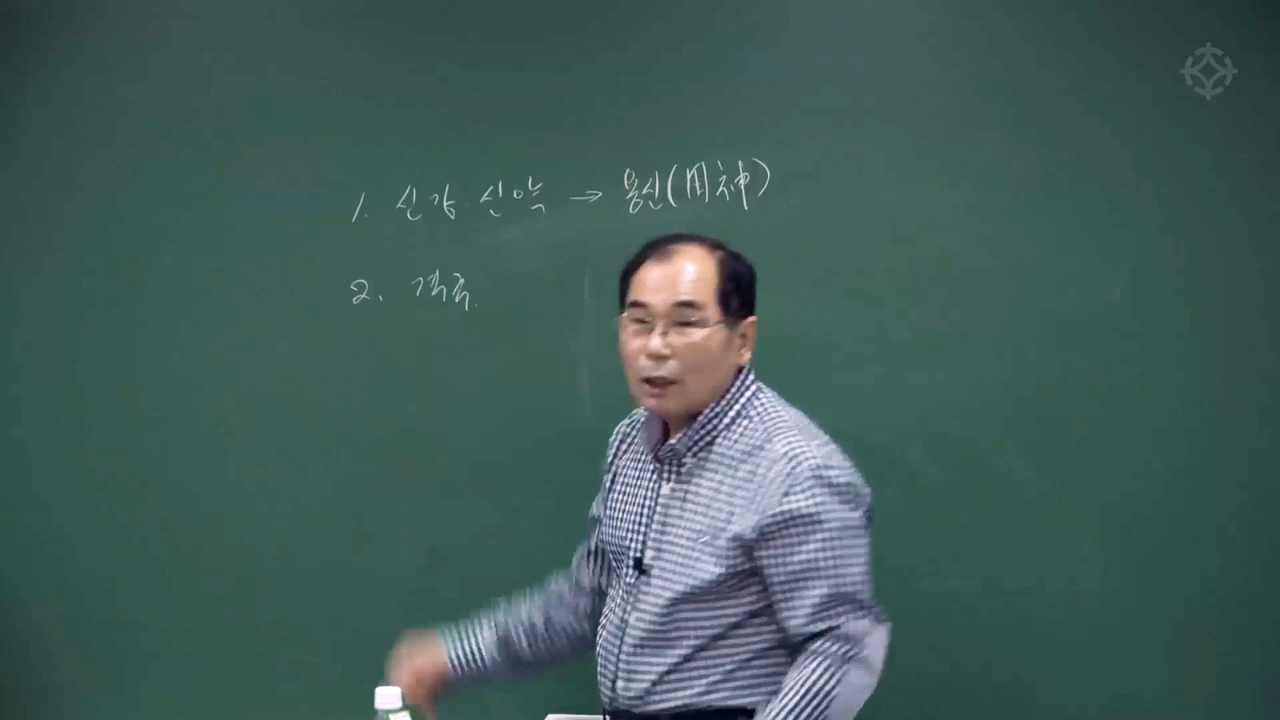 1. 신강 신약 → 용신(用神)
2. 격국.